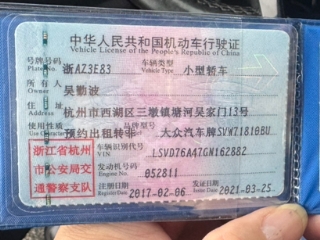 中华人民共和国机动车行驶证
Vehicle License of the People's Republic of China
号牌号码 浙AZ3E83 车辆类型 小型轿车
Plate No. Vehicle Type
所有人 吴勤波
Owner
住址 杭州市西湖区三墩镇塘河吴家门13号
使用性质 预约出租转非 品牌型号 大众汽车牌SVW71810BU
Use Character
浙江省杭州 车辆识别代号 LSVD76A47GN162882
VIN
市公安局交 发动机号码 052811
Engine No.
通警察支队 注册日期 2017-02-06 发证日期 2021-03-25
Register Date Issue Date